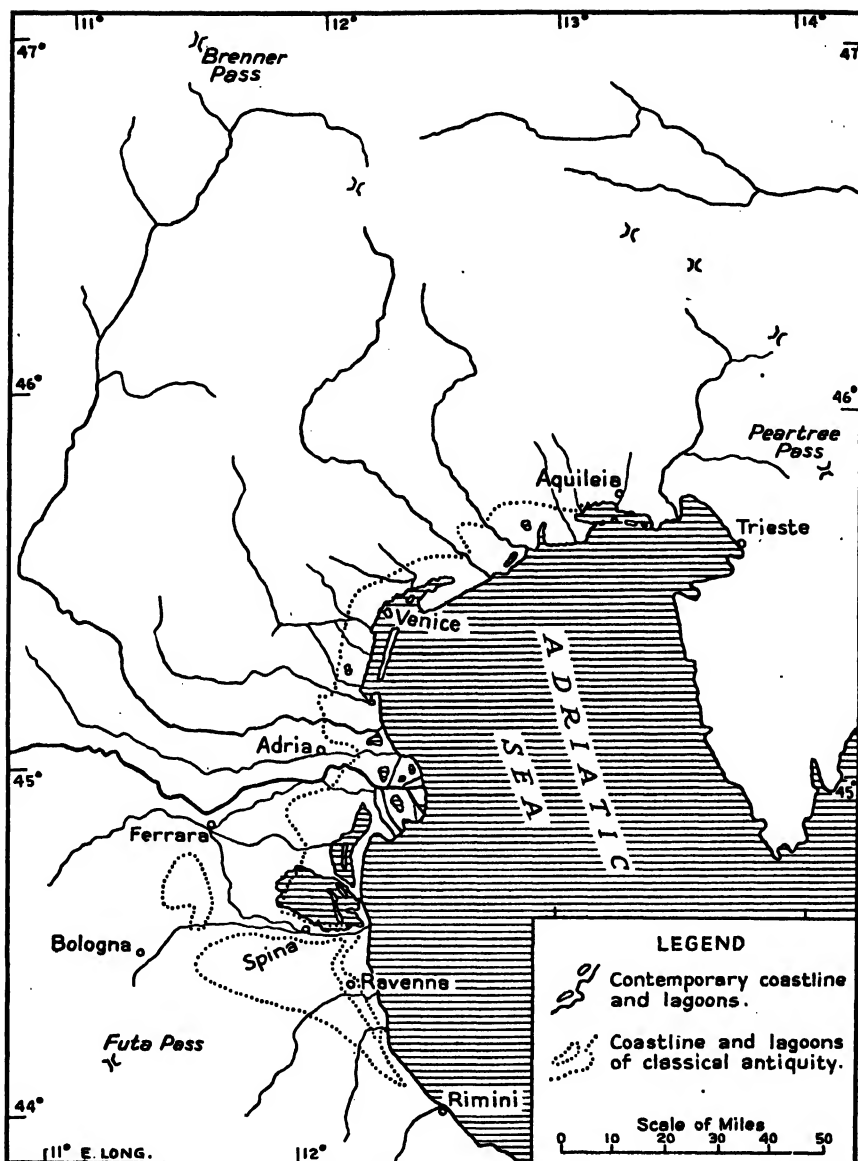 11° 12° 13° 14°
47° 47
Brenner
Pass
46° 46°
Peartree
Pass
Aquileia
Trieste
Venice
ADRIATIC
SEA
Adria
45° 45°
Ferrara
Bologna
Spina
Ravenna
Futa Pass
44°
Rimini
11° E. LONG. 12°
LEGEND
Contemporary coastline
and lagoons.
Coastline and lagoons
of classical antiquity.
Scale of Miles
0 10 20 30 40 50